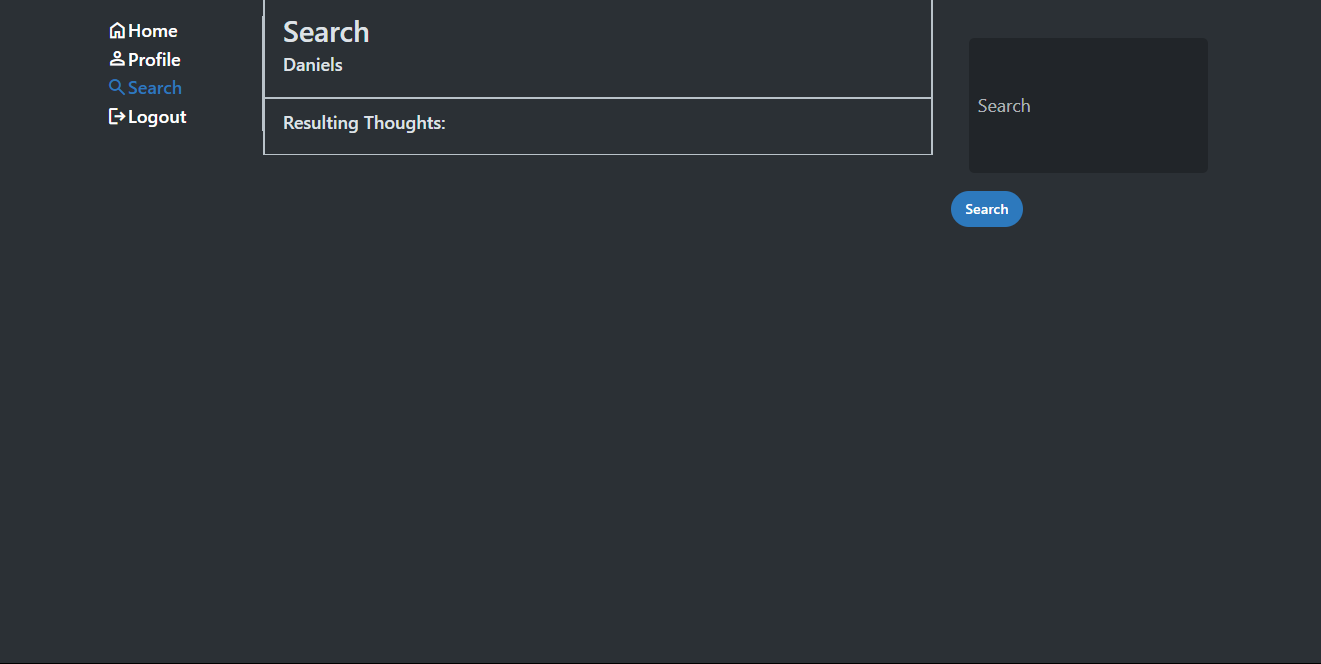 Home
Profile
Search
Logout
Search
Daniels
Resulting Thoughts:
Search
Search